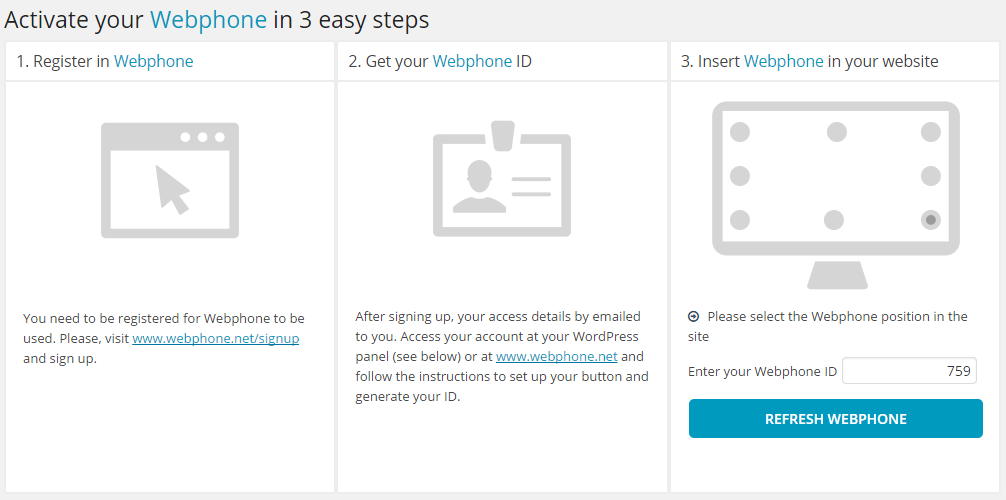 Activate your Webphone in 3 easy steps
1. Register in Webphone
2. Get your Webphone ID
3. Insert Webphone in your website
You need to be registered for Webphone to be
used. Please, visit www.webphone.net/signup
and sign up.
After signing up, your access details by emailed
to you. Access your account at your WordPress
panel (see below) or at www.webphone.net and
follow the instructions to set up your button and
generate your ID.
Please select the Webphone position in the
site
Enter your Webphone ID 759
REFRESH WEBPHONE